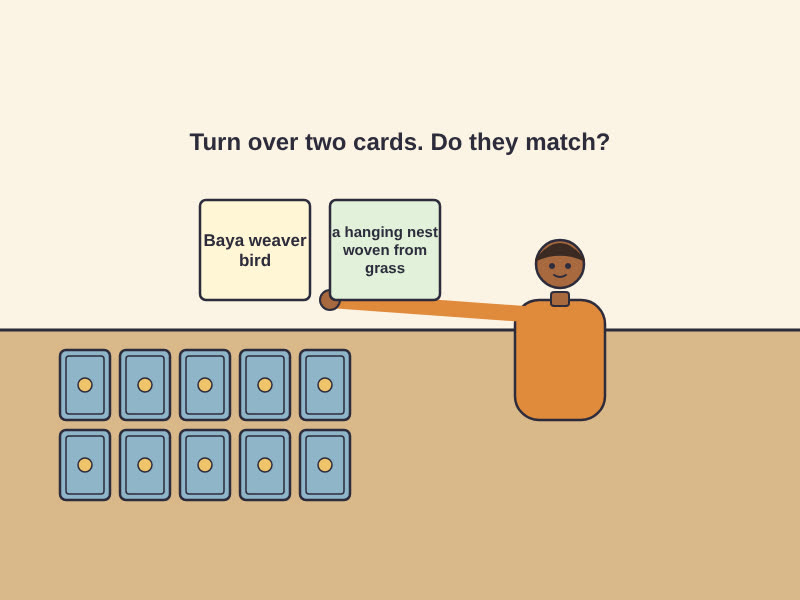 Turn over two cards. Do they match?
Baya weaver
bird
a hanging nest
woven from
grass